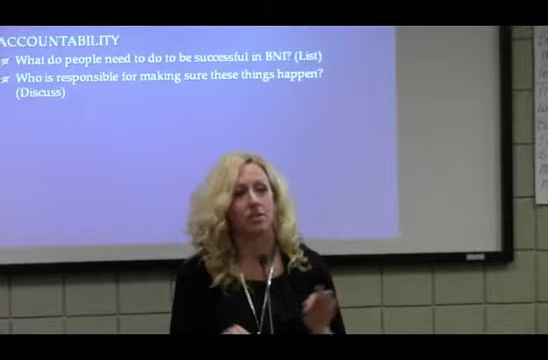 ACCOUNTABILITY
What do people need to do to be successful in BNI? (List)
Who is responsible for making sure these things happen?
(Discuss)